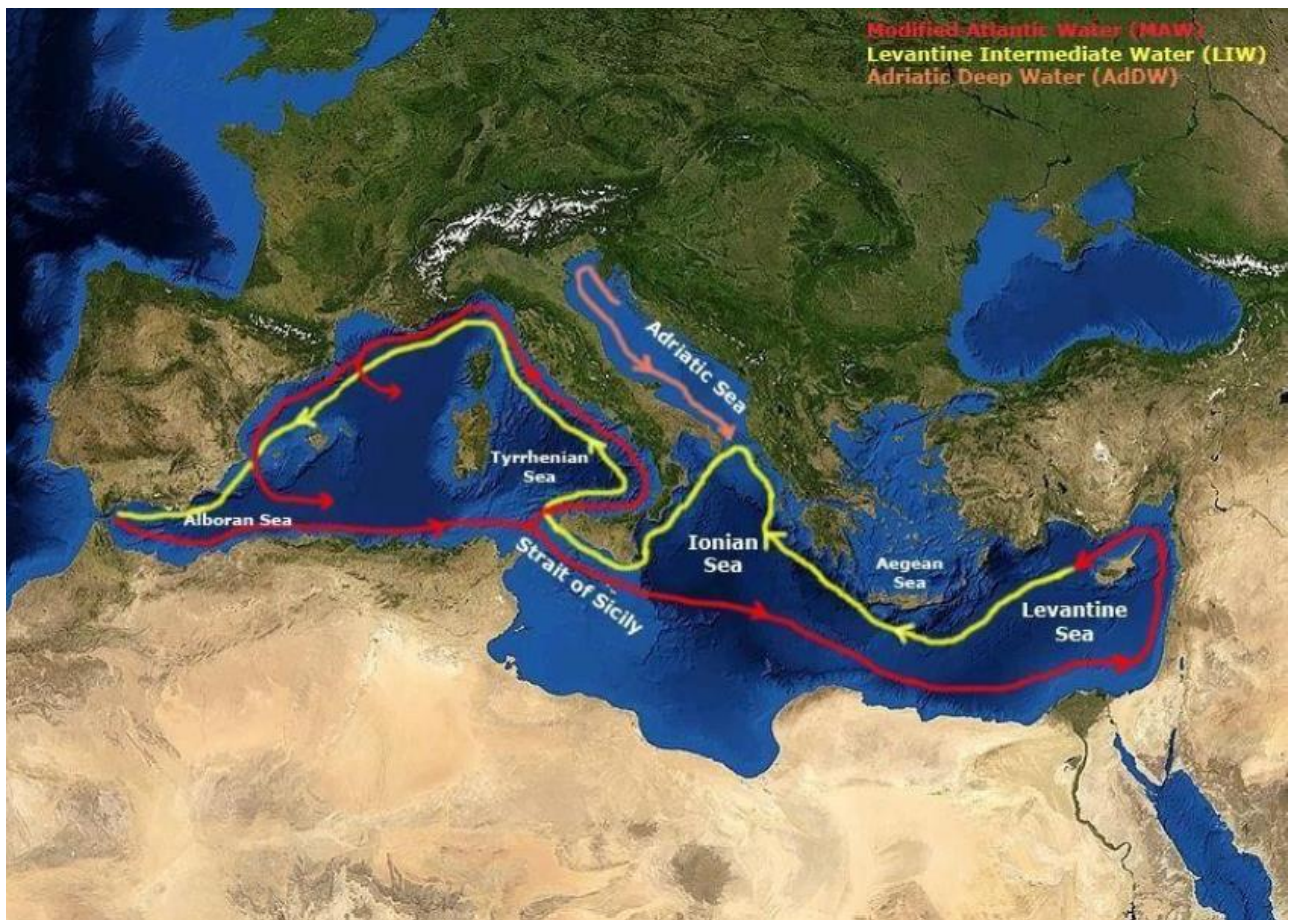 Modified Atlantic Water (MAW)
Levantine Intermediate Water (LIW)
Adriatic Deep Water (AdDW)
Adriatic Sea
Tyrrhenian
Sea
Alboran Sea
Strait of Sicily
Ionian
Sea
Aegean
Sea
Levantine
Sea